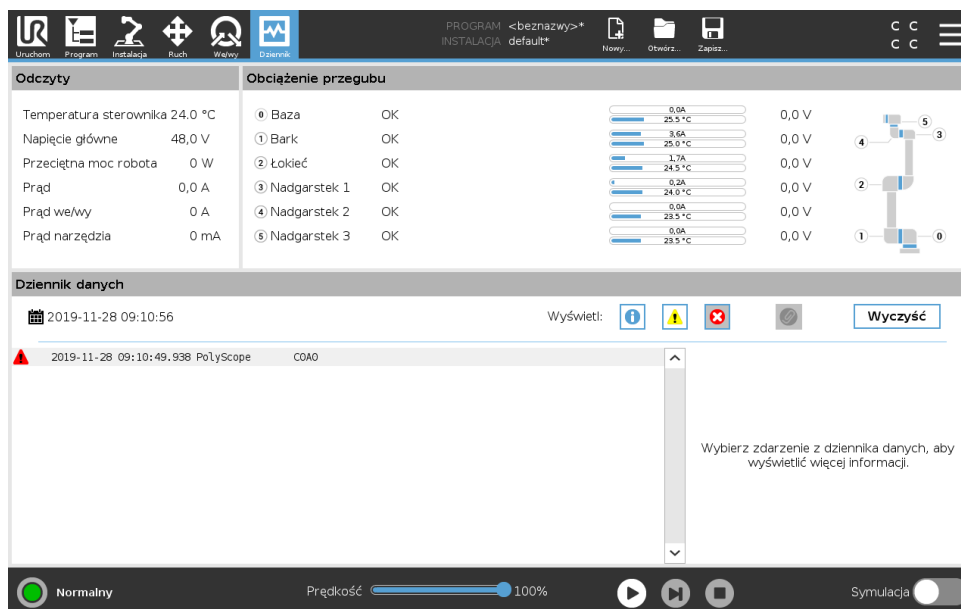 PROGRAM <beznazwy>*
INSTALACJA default*
Uruchom Program Instalacja Ruch We/wy Dziennik
Nowy... Otwórz... Zapisz...
C C
C C
Odczyty
Temperatura sterownika 24.0 °C
Napięcie główne 48,0 V
Przeciętna moc robota 0 W
Prąd 0,0 A
Prąd we/wy 0 A
Prąd narzędzia 0 mA
Obciążenie przegubu
0 Baza OK 0,0A 25.5 °C 0,0 V
1 Bark OK 3,6A 25.0 °C 0,0 V
2 Łokieć OK 1,7A 24.5 °C 0,0 V
3 Nadgarstek 1 OK 0,2A 24.0 °C 0,0 V
4 Nadgarstek 2 OK 0,0A 23.5 °C 0,0 V
5 Nadgarstek 3 OK 0,0A 23.5 °C 0,0 V
5
3
4
2
1 0
Dziennik danych
2019-11-28 09:10:56 Wyświetl: Wyczyść
2019-11-28 09:10:49.938 PolyScope C0A0
Wybierz zdarzenie z dziennika danych, aby
wyświetlić więcej informacji.
Normalny Prędkość 100% Symulacja